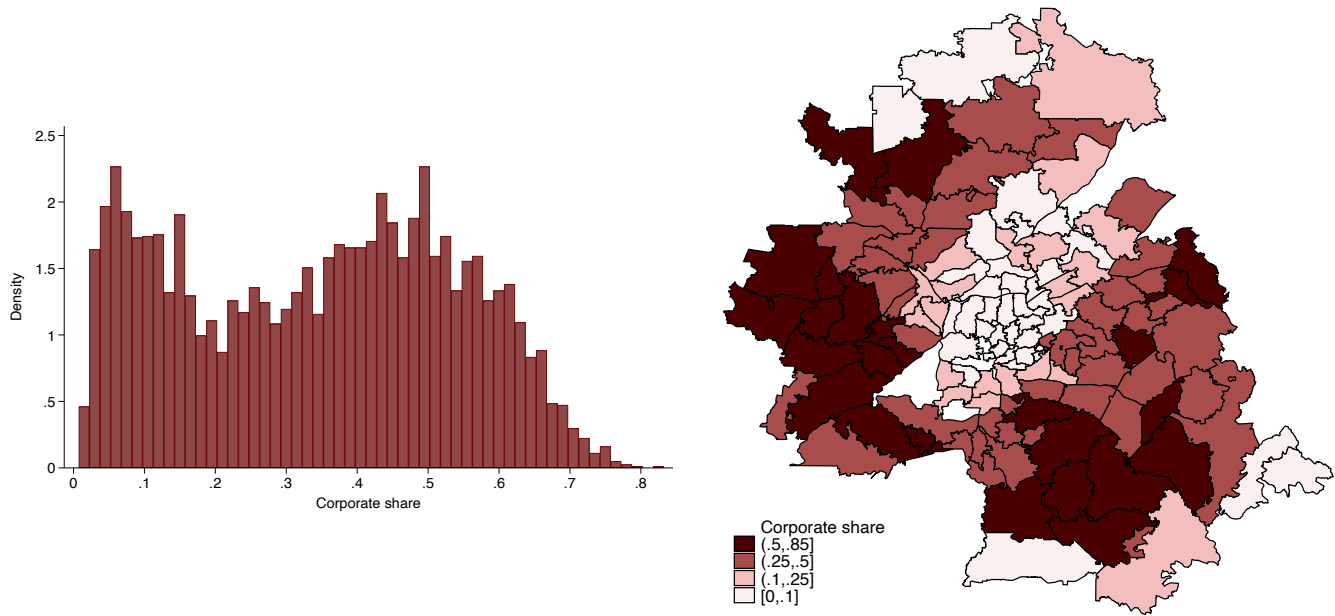 2.5
2
1.5
1
.5
0
Density
0 .1 .2 .3 .4 .5 .6 .7 .8
Corporate share
Corporate share
(.5,.85]
(.25,.5]
(.1,.25]
[0,.1]